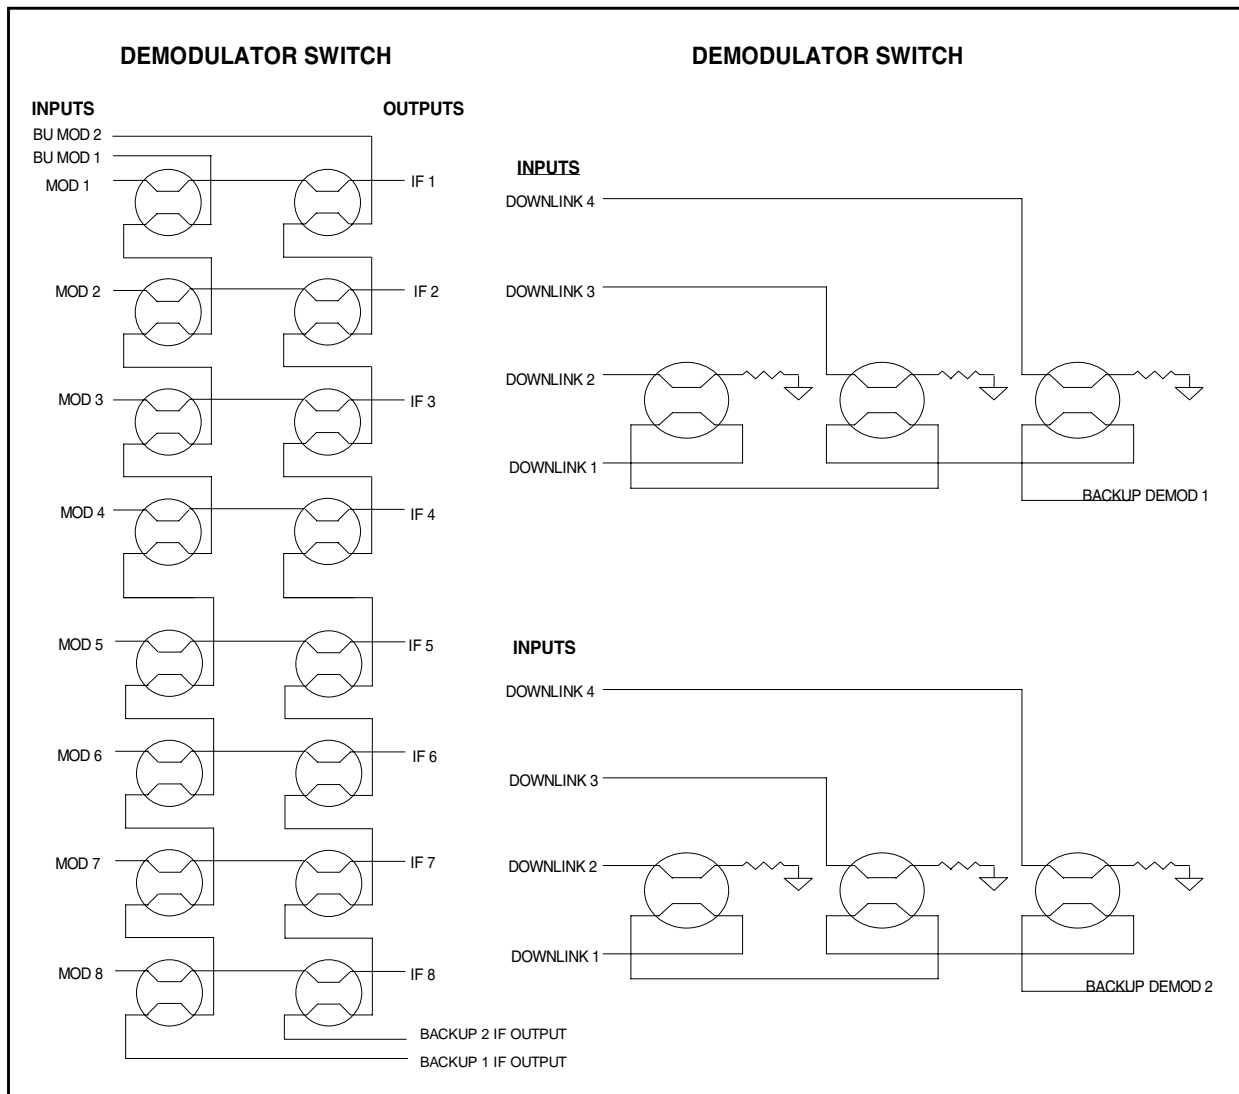 DEMODULATOR SWITCH
INPUTS
OUTPUTS
BU MOD 2
BU MOD 1
MOD 1
IF 1
MOD 2
IF 2
MOD 3
IF 3
MOD 4
IF 4
MOD 5
IF 5
MOD 6
IF 6
MOD 7
IF 7
MOD 8
IF 8
BACKUP 2 IF OUTPUT
BACKUP 1 IF OUTPUT
DEMODULATOR SWITCH
INPUTS
DOWNLINK 4
DOWNLINK 3
DOWNLINK 2
DOWNLINK 1
BACKUP DEMOD 1
INPUTS
DOWNLINK 4
DOWNLINK 3
DOWNLINK 2
DOWNLINK 1
BACKUP DEMOD 2